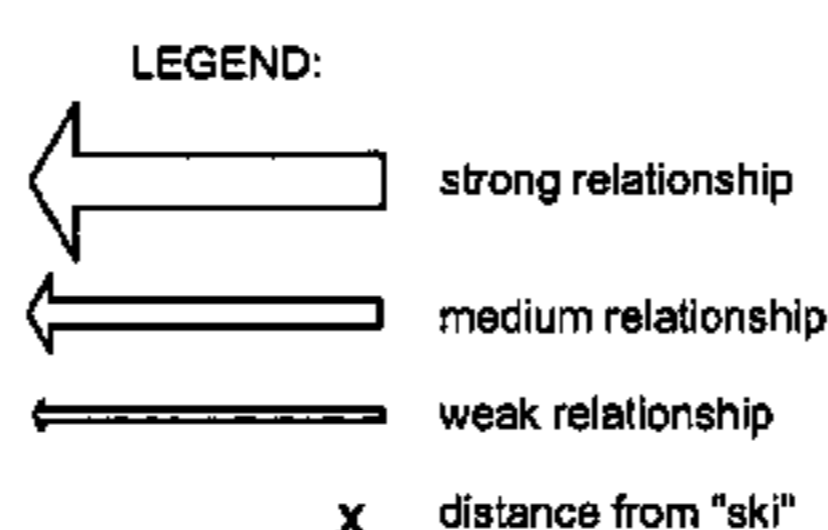 LEGEND:
strong relationship
medium relationship
weak relationship
x distance from "ski"